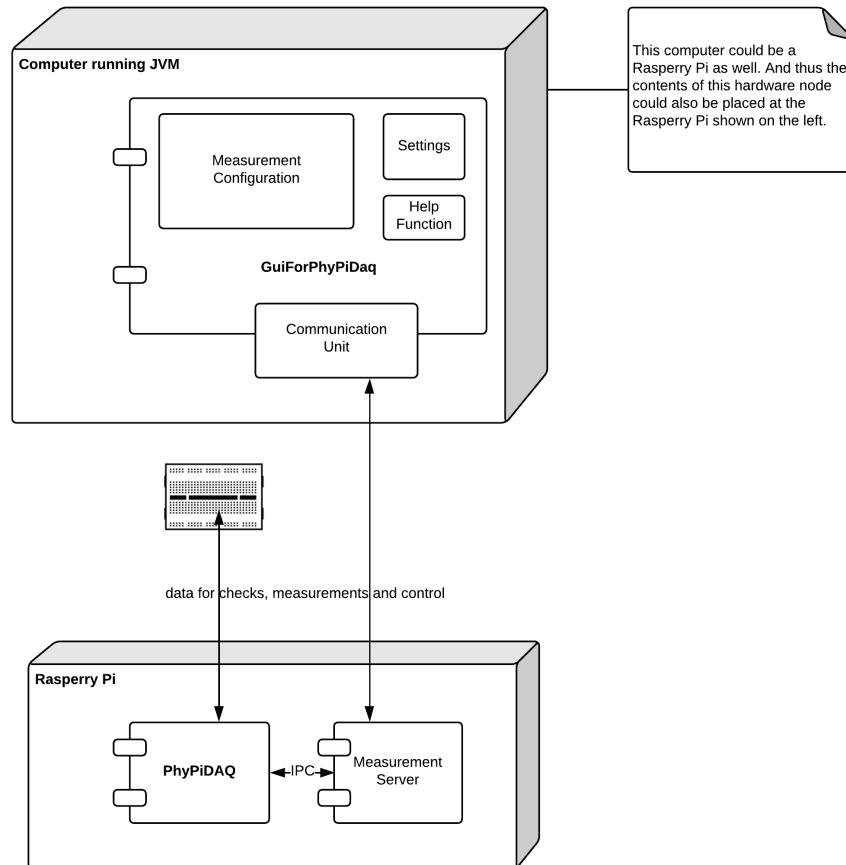 Computer running JVM
This computer could be a
Rasperry Pi as well. And thus the
contents of this hardware node
could also be placed at the
Rasperry Pi shown on the left.
Measurement
Configuration
Settings
Help
Function
GuiForPhyPiDaq
Communication
Unit
data for checks, measurements and control
Rasperry Pi
PhyPiDAQ
IPC
Measurement
Server